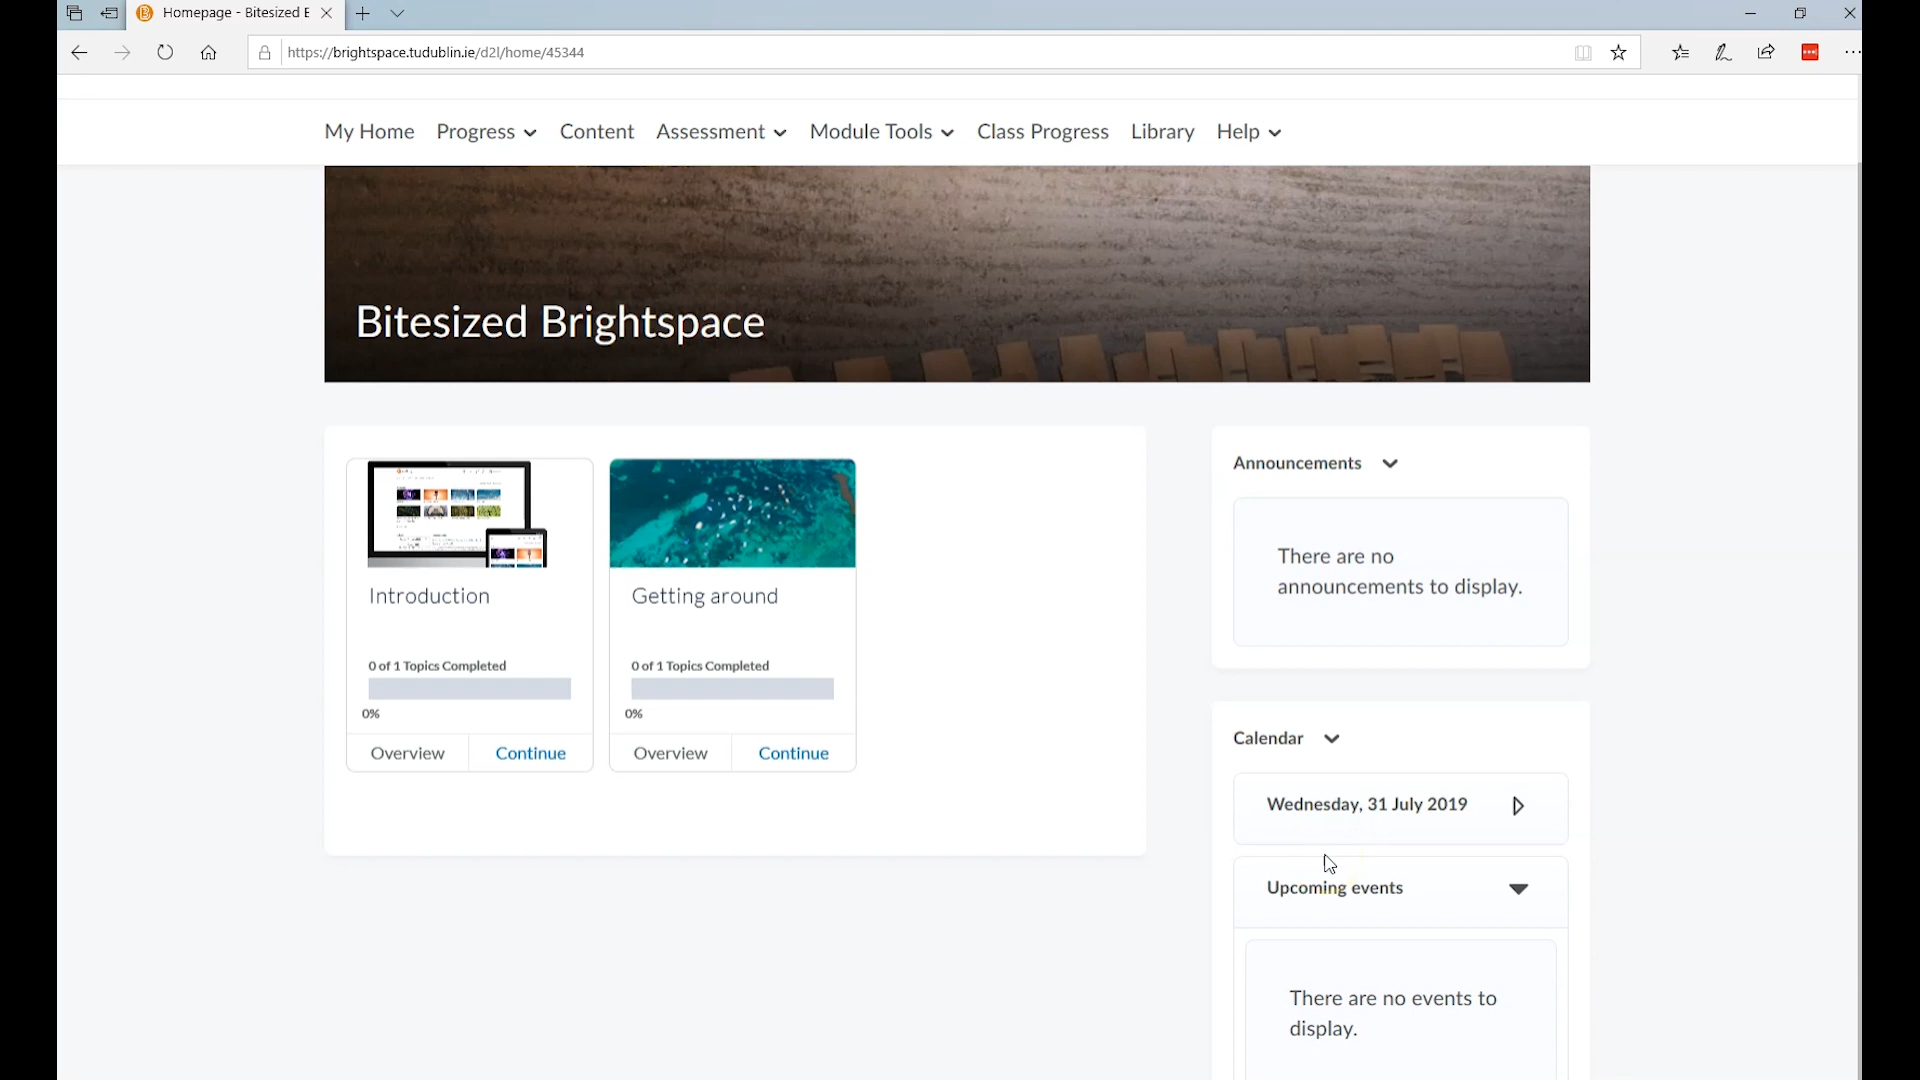 Homepage - Bitesized E
https://brightspace.tudublin.ie/d2l/home/45344
My Home Progress Content Assessment Module Tools Class Progress Library Help
Bitesized Brightspace
Introduction
0 of 1 Topics Completed
0%
Overview Continue
Getting around
0 of 1 Topics Completed
0%
Overview Continue
Announcements
There are no
announcements to display.
Calendar
Wednesday, 31 July 2019
Upcoming events
There are no events to
display.